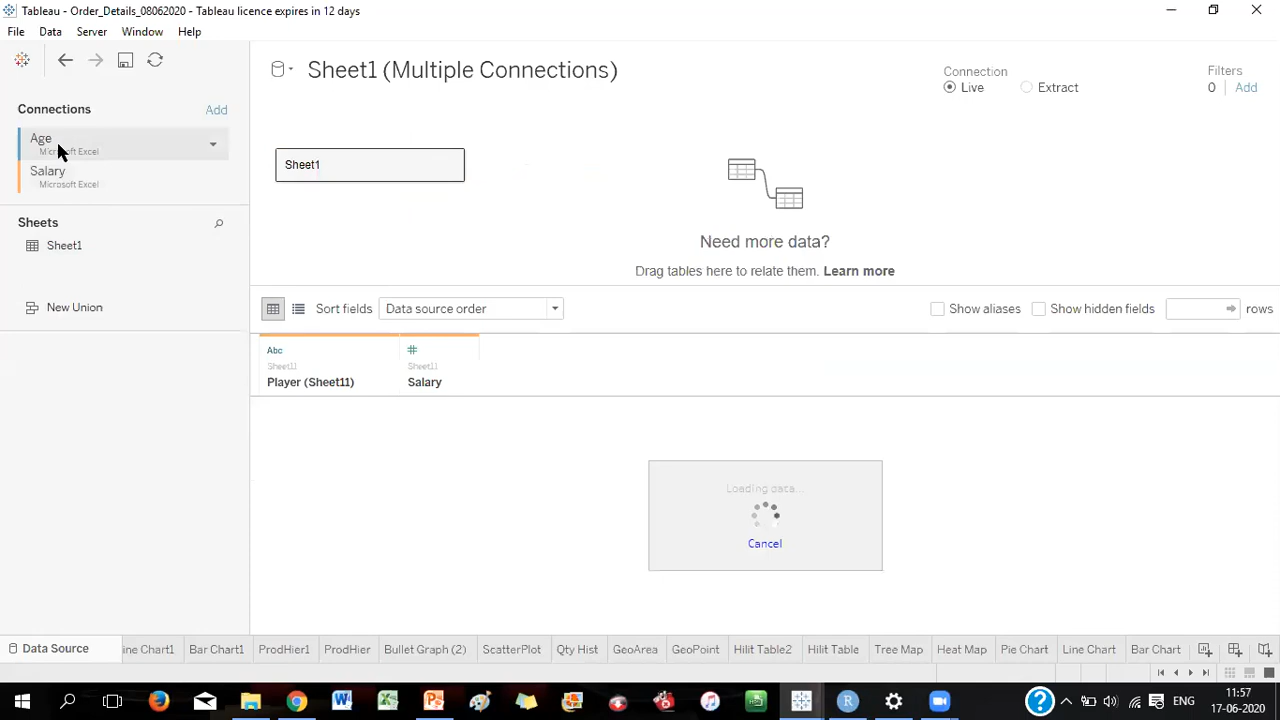 Tableau - Order_Details_08062020 - Tableau licence expires in 12 days
File Data Server Window Help
Connections Add
Age
Microsoft Excel
Salary
Microsoft Excel
Sheets
Sheet1
New Union
Sheet1 (Multiple Connections)
Connection
Live Extract
Filters
0 Add
Sheet1
Need more data?
Drag tables here to relate them. Learn more
Sort fields Data source order Show aliases Show hidden fields rows
Abc #
Sheet11 Sheet11
Player (Sheet11) Salary
Loading data...
Cancel
Data Source ine Chart1 Bar Chart1 ProdHier1 ProdHier Bullet Graph (2) ScatterPlot Qty Hist GeoArea GeoPoint Hilit Table2 Hilit Table Tree Map Heat Map Pie Chart Line Chart Bar Chart
ENG
11:57
17-06-2020